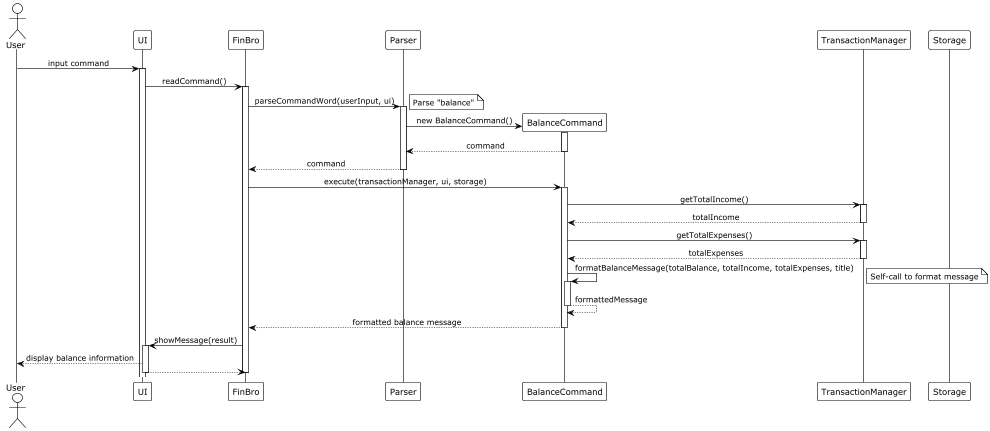 User
UI
FinBro
Parser
TransactionManager
Storage
input command
readCommand()
parseCommandWord(userInput, ui)
Parse "balance"
new BalanceCommand()
BalanceCommand
command
command
execute(transactionManager, ui, storage)
getTotalIncome()
totalIncome
getTotalExpenses()
totalExpenses
formatBalanceMessage(totalBalance, totalIncome, totalExpenses, title)
Self-call to format message
formattedMessage
formatted balance message
showMessage(result)
display balance information
User
UI
FinBro
Parser
BalanceCommand
TransactionManager
Storage